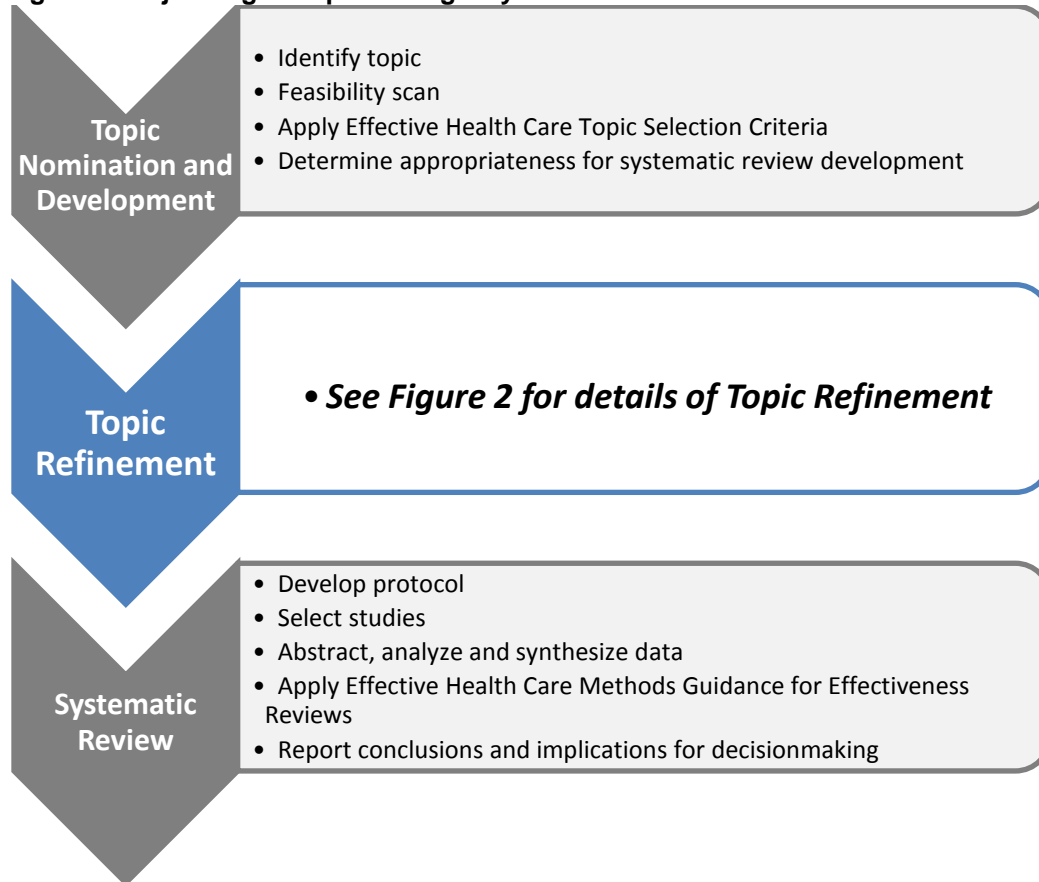 Topic
Nomination and
Development
• Identify topic
• Feasibility scan
• Apply Effective Health Care Topic Selection Criteria
• Determine appropriateness for systematic review development
Topic
Refinement
• See Figure 2 for details of Topic Refinement
Systematic
Review
• Develop protocol
• Select studies
• Abstract, analyze and synthesize data
• Apply Effective Health Care Methods Guidance for Effectiveness
Reviews
• Report conclusions and implications for decisionmaking